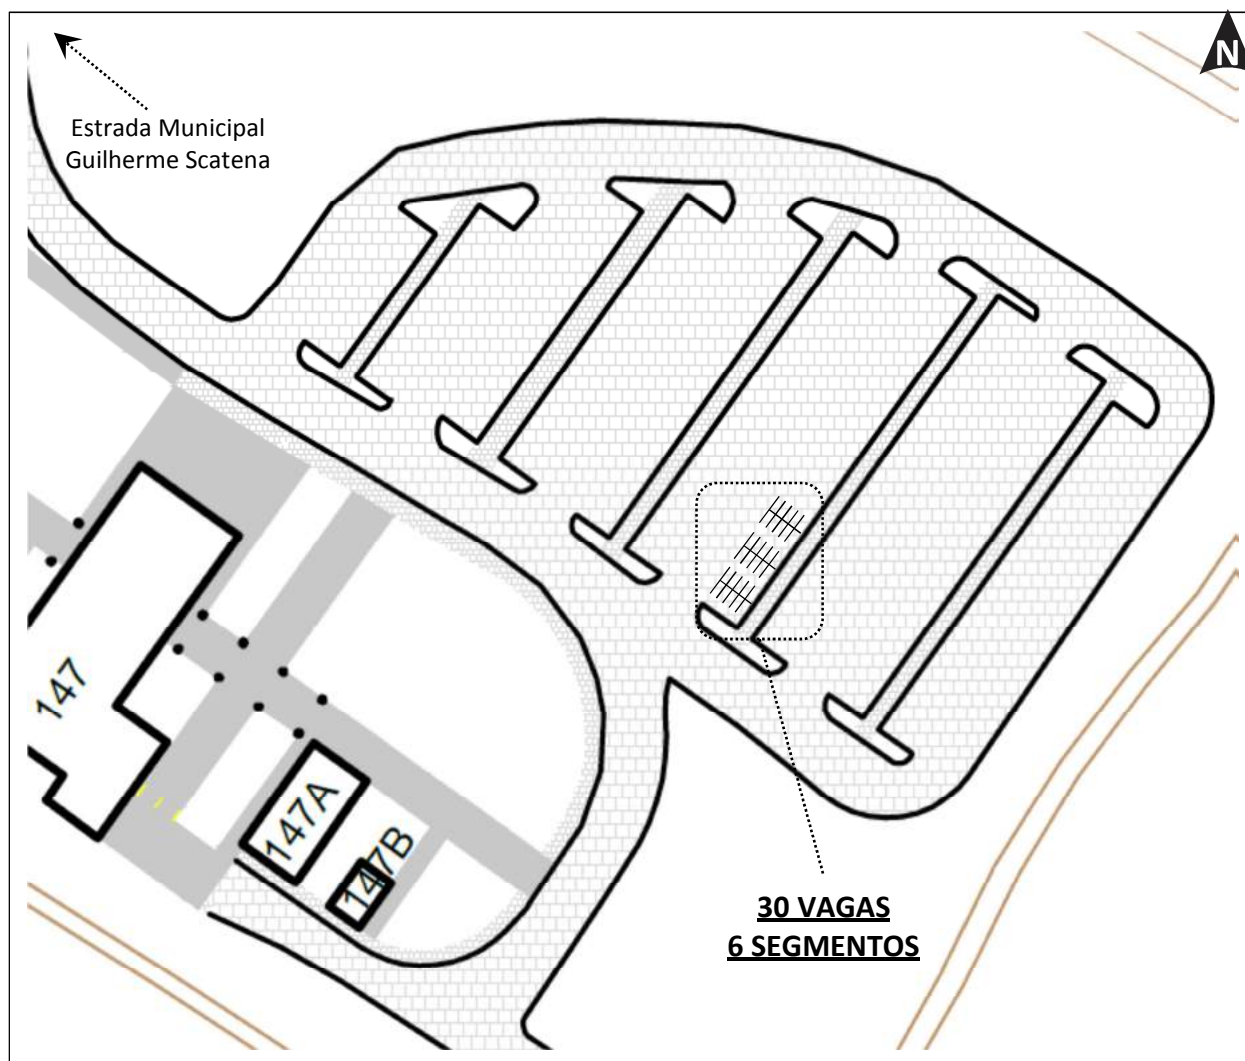 N
Estrada Municipal
Guilherme Scatena
147
147A
147B
30 VAGAS
6 SEGMENTOS